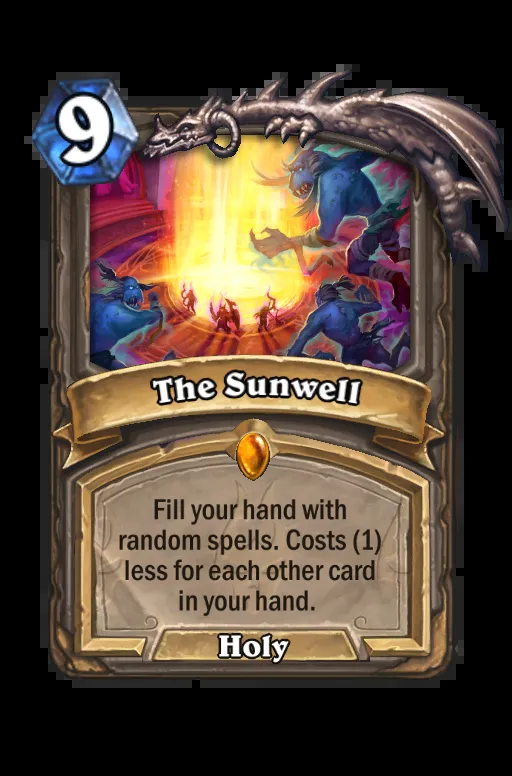 9
The Sunwell
Fill your hand with
random spells. Costs (1)
less for each other card
in your hand.
Holy